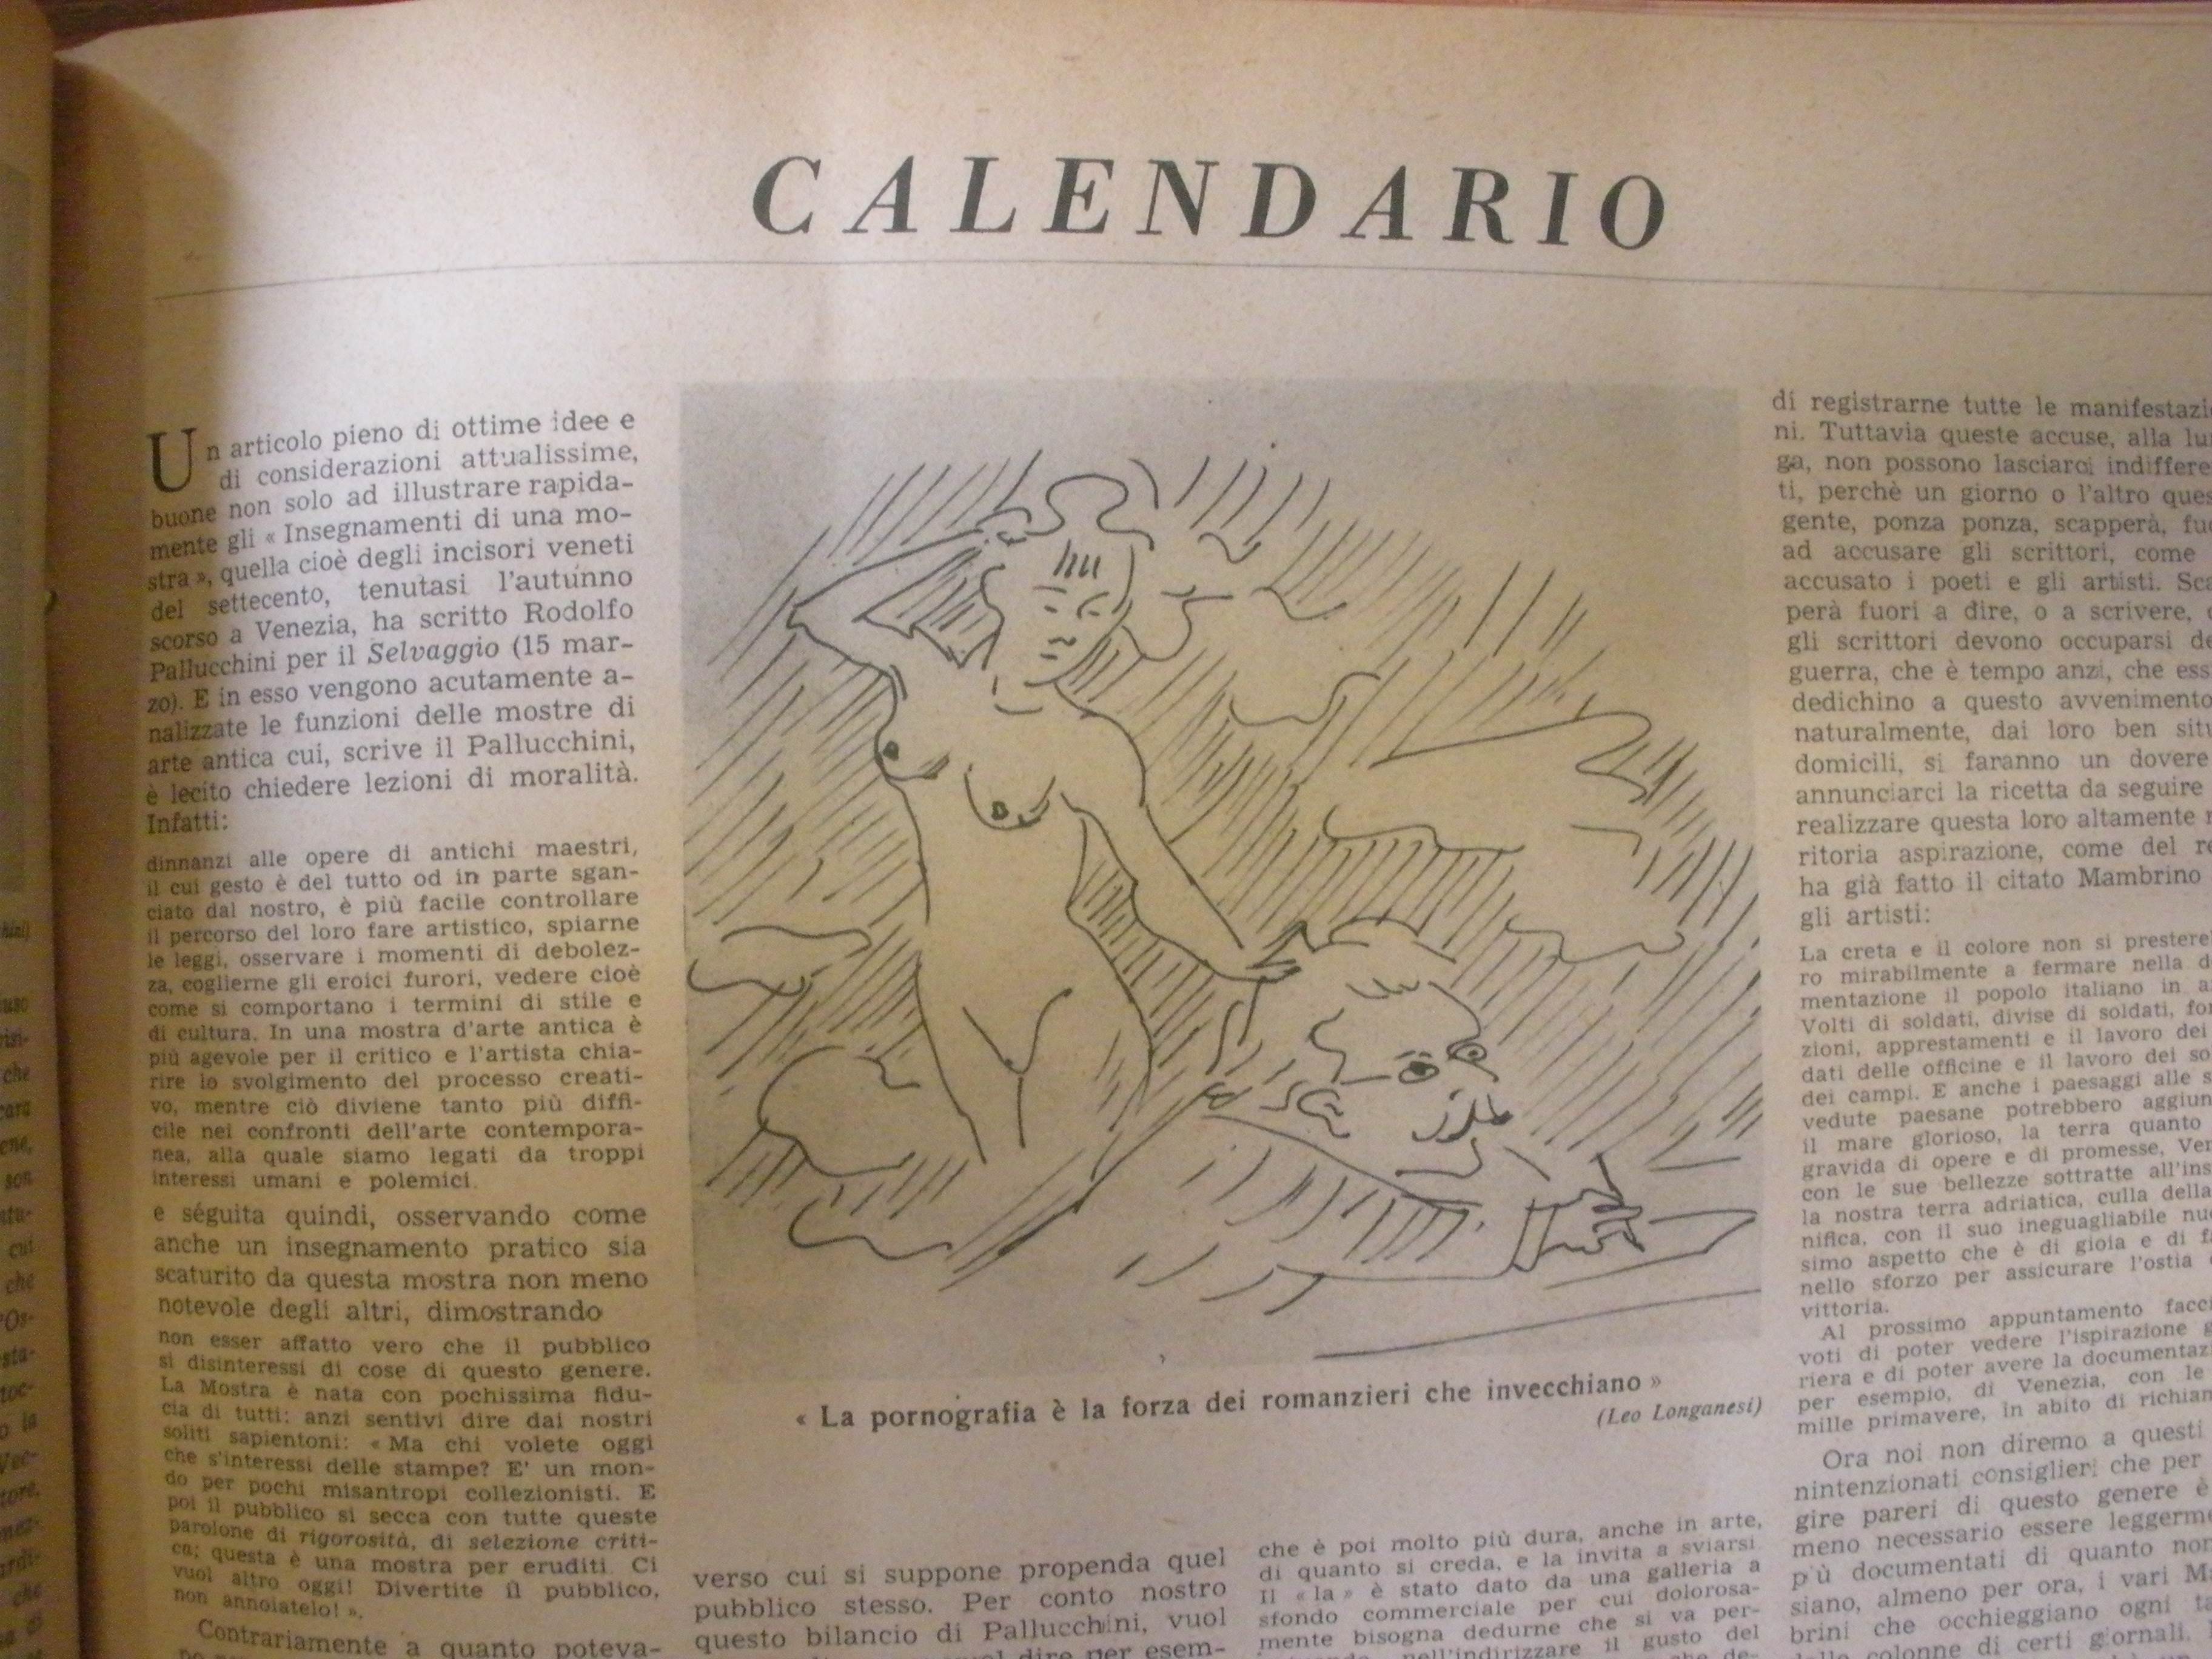 CALENDARIO
Un articolo pieno di ottime idee e
di considerazioni attualissime,
buone non solo ad illustrare rapida-
mente gli « Insegnamenti di una mo-
stra », quella cioè degli incisori veneti
del settecento, tenutasi l'autunno
scorso a Venezia, ha scritto Rodolfo
Pallucchini per il Selvaggio (15 mar-
zo). E in esso vengono acutamente a-
nalizzate le funzioni delle mostre di
arte antica cui, scrive il Pallucchini,
è lecito chiedere lezioni di moralità.
Infatti:
dinnanzi alle opere di antichi maestri,
il cui gesto è del tutto od in parte sgan-
ciato dal nostro, è più facile controllare
il percorso del loro fare artistico, spiarne
le leggi, osservare i momenti di debolez-
za, coglierne gli eroici furori, vedere cioè
come si comportano i termini di stile e
di cultura. In una mostra d'arte antica è
più agevole per il critico e l'artista chia-
rire lo svolgimento del processo creati-
vo, mentre ciò diviene tanto più diffi-
cile nei confronti dell'arte contempora-
nea, alla quale siamo legati da troppi
interessi umani e polemici.
e séguita quindi, osservando come
anche un insegnamento pratico sia
scaturito da questa mostra non meno
notevole degli altri, dimostrando
non esser affatto vero che il pubblico
si disinteressi di cose di questo genere.
La Mostra è nata con pochissima fidu-
cia di tutti: anzi sentivi dire dai nostri
soliti sapientoni: « Ma chi volete oggi
che s'interessi delle stampe? E' un mon-
do per pochi misantropi collezionisti. E
poi il pubblico si secca con tutte queste
parolone di rigorosità, di selezione criti-
ca; questa è una mostra per eruditi. Ci
vuol altro oggi! Divertite il pubblico,
non annoiatelo! ».
Contrariamente a quanto poteva-
« La pornografia è la forza dei romanzieri che invecchiano »
(Leo Longanesi)
verso cui si suppone propenda quel
pubblico stesso. Per conto nostro
questo bilancio di Pallucchini, vuol
dire per esem-
che è poi molto più dura, anche in arte,
di quanto si creda, e la invita a sviarsi.
Il « la » è stato dato da una galleria a
sfondo commerciale per cui dolorosa-
mente bisogna dedurne che si va per-
nell'indirizzare il gusto del
di registrarne tutte le manifestazio
ni. Tuttavia queste accuse, alla lun
ga, non possono lasciarci indifferen
ti, perchè un giorno o l'altro ques
gente, ponza ponza, scapperà, fuo
ad accusare gli scrittori, come
accusato i poeti e gli artisti. Sca
perà fuori a dire, o a scrivere, c
gli scrittori devono occuparsi de
guerra, che è tempo anzi, che ess
dedichino a questo avvenimento
naturalmente, dai loro ben situ
domicili, si faranno un dovere
annunciarci la ricetta da seguire
realizzare questa loro altamente m
ritoria aspirazione, come del re
ha già fatto il citato Mambrino
gli artisti:
La creta e il colore non si prestereb
ro mirabilmente a fermare nella d
mentazione il popolo italiano in a
Volti di soldati, divise di soldati, for
zioni, apprestamenti e il lavoro dei
dati delle officine e il lavoro dei so
dei campi. E anche i paesaggi alle s
vedute paesane potrebbero aggiun
il mare glorioso, la terra quanto
gravida di opere e di promesse, Ven
con le sue bellezze sottratte all'ins
la nostra terra adriatica, culla della
nifica, con il suo ineguagliabile nuo
simo aspetto che è di gioia e di f
nello sforzo per assicurare l'ostia
vittoria.
Al prossimo appuntamento facci
voti di poter vedere l'ispirazione g
riera e di poter avere la documentaz
per esempio, di Venezia, con le
mille primavere, in abito di richiam
Ora noi non diremo a questi
nintenzionati consiglieri che per
gire pareri di questo genere è
meno necessario essere leggerme
più documentati di quanto non
siano, almeno per ora, i vari Ma
brini che occhieggiano ogni ta
colonne di certi giornali.